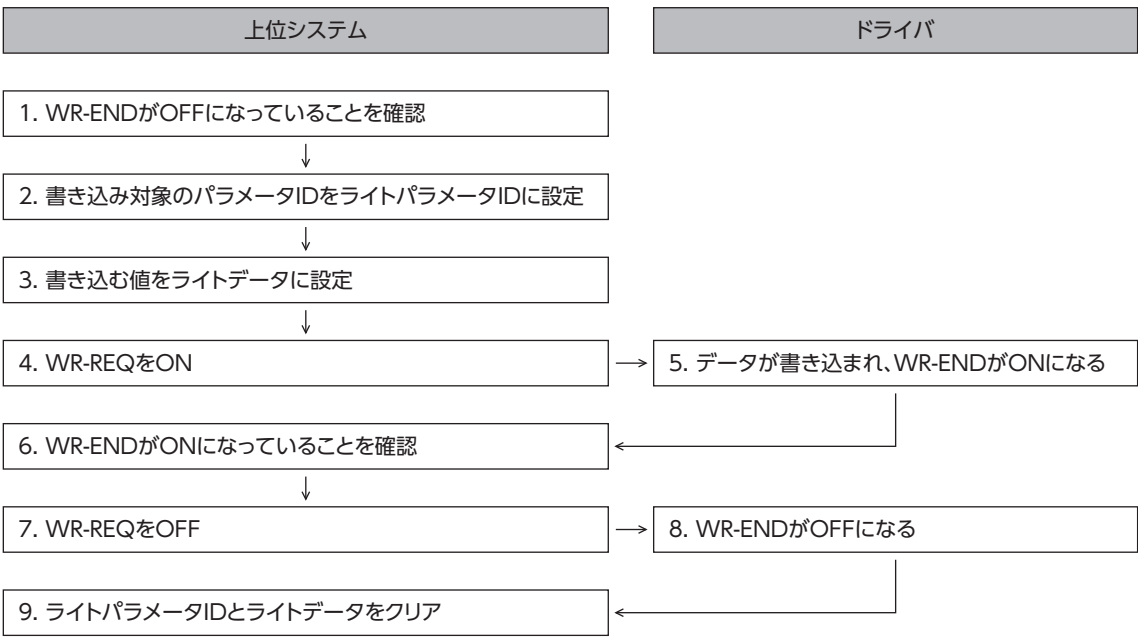 上位システム
ドライバ
1. WR-ENDがOFFになっていることを確認
2. 書き込み対象のパラメータIDをライトパラメータIDに設定
3. 書き込む値をライトデータに設定
4. WR-REQをON
5. データが書き込まれ、WR-ENDがONになる
6. WR-ENDがONになっていることを確認
7. WR-REQをOFF
8. WR-ENDがOFFになる
9. ライトパラメータIDとライトデータをクリア